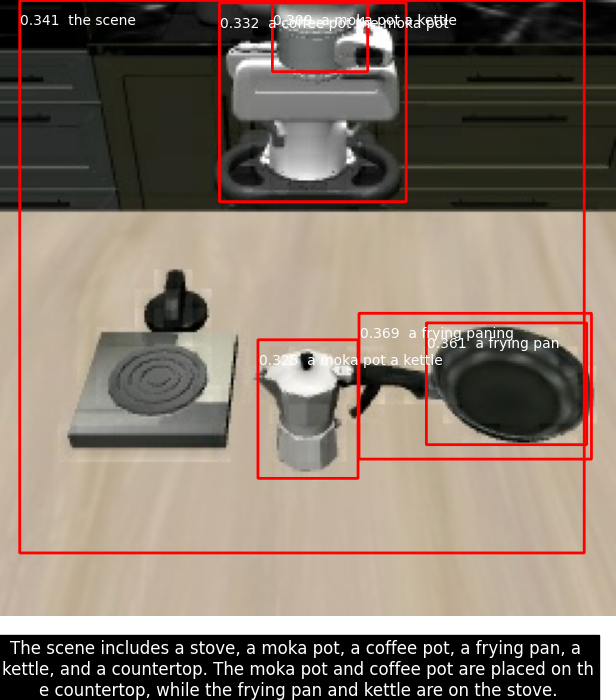 0.341 the scene
0.332 a coffee pot the moka pot
a moka pot a kettle
0.369 a frying paning
0.361 a frying pan
0.325 a moka pot a kettle
The scene includes a stove, a moka pot, a coffee pot, a frying pan, a
kettle, and a countertop. The moka pot and coffee pot are placed on th
e countertop, while the frying pan and kettle are on the stove.